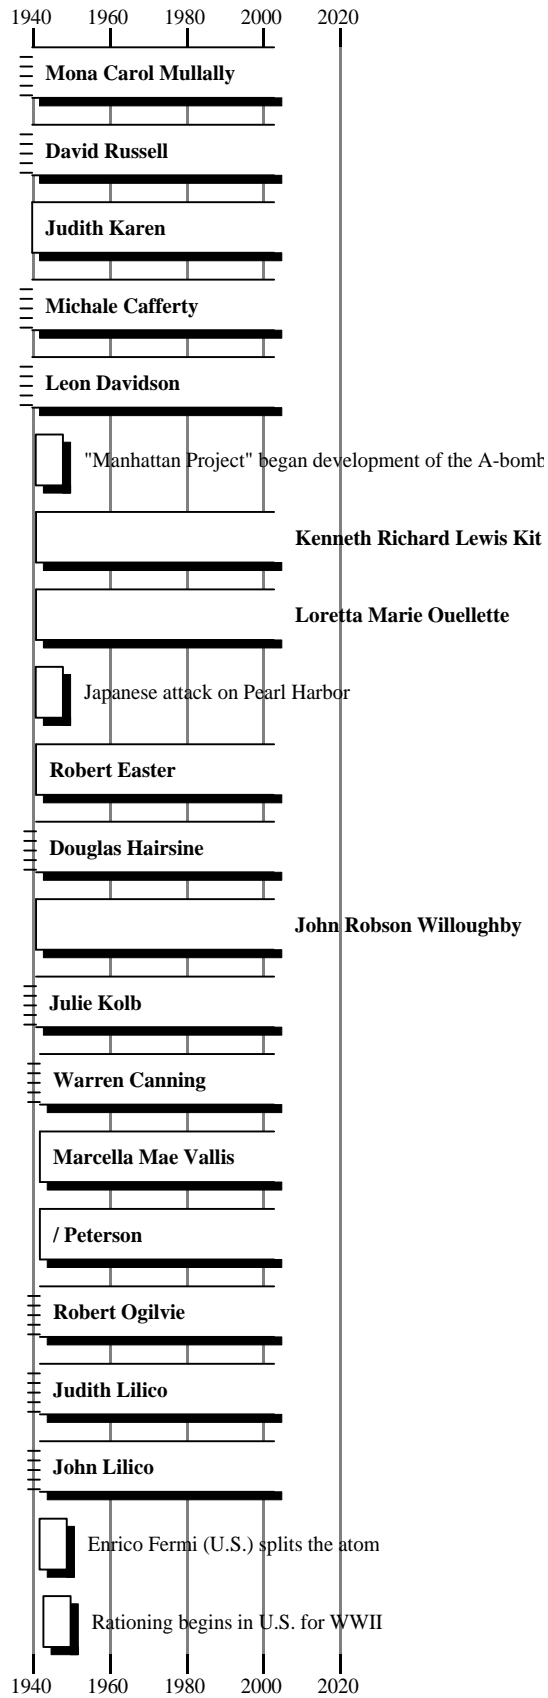 1940 1960 1980 2000 2020
Mona Carol Mullally
David Russell
Judith Karen
Michale Cafferty
Leon Davidson
"Manhattan Project" began development of the A-bomb
Kenneth Richard Lewis Kit
Loretta Marie Ouellette
Japanese attack on Pearl Harbor
Robert Easter
Douglas Hairsine
John Robson Willoughby
Julie Kolb
Warren Canning
Marcella Mae Vallis
/ Peterson
Robert Ogilvie
Judith Lilico
John Lilico
Enrico Fermi (U.S.) splits the atom
Rationing begins in U.S. for WWII
1940 1960 1980 2000 2020